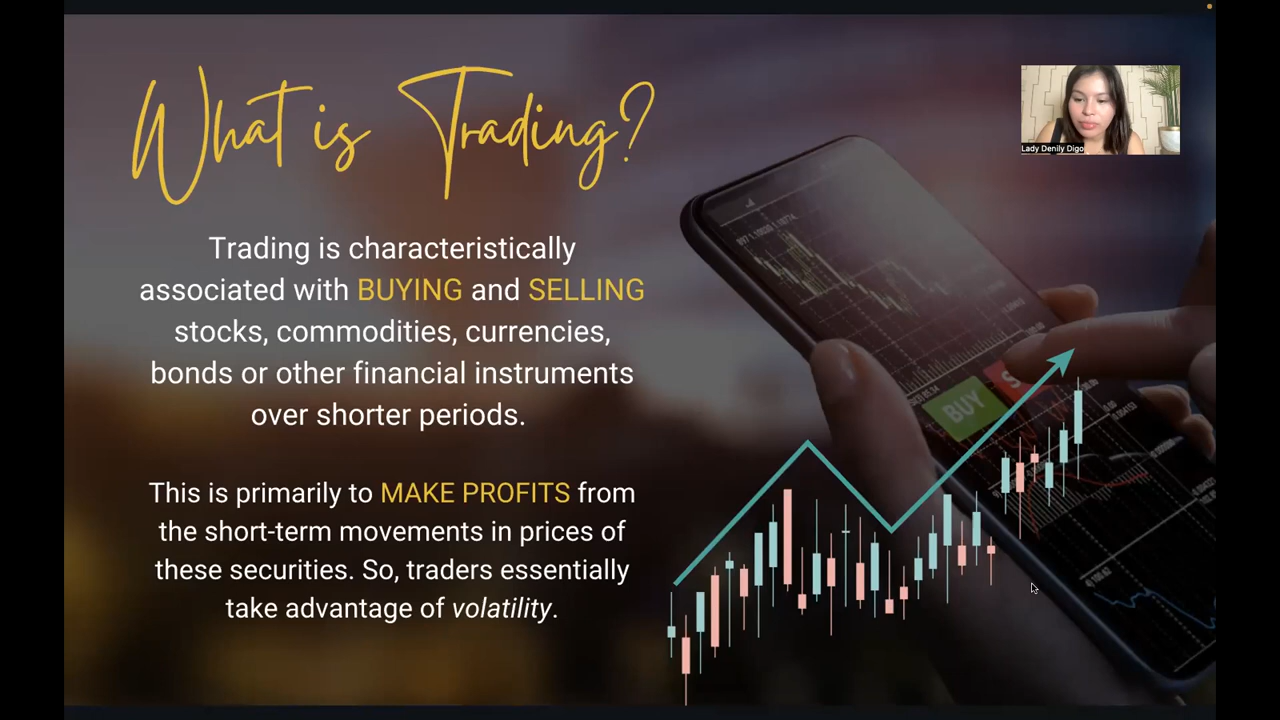 What is Trading?
Lady Denily Digo
Trading is characteristically
associated with BUYING and SELLING
stocks, commodities, currencies,
bonds or other financial instruments
over shorter periods.
This is primarily to MAKE PROFITS from
the short-term movements in prices of
these securities. So, traders essentially
take advantage of volatility.
BUY